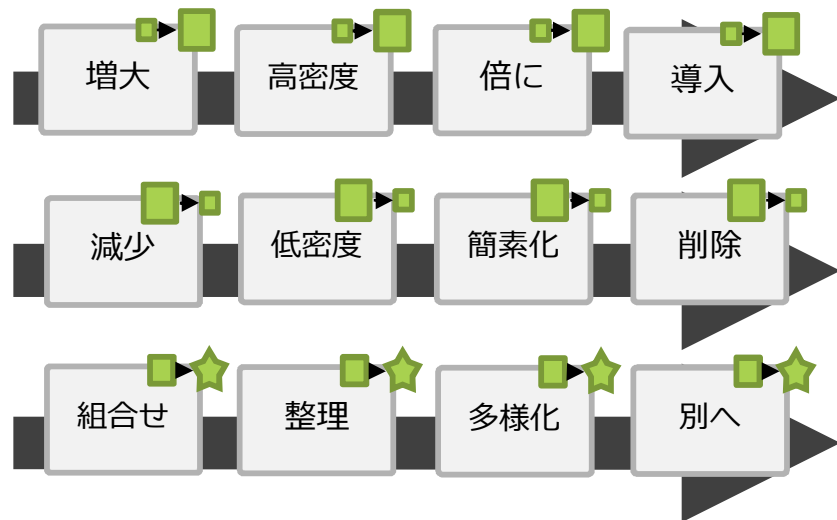 増大
高密度
倍に
導入
減少
低密度
簡素化
削除
組合せ
整理
多様化
別へ